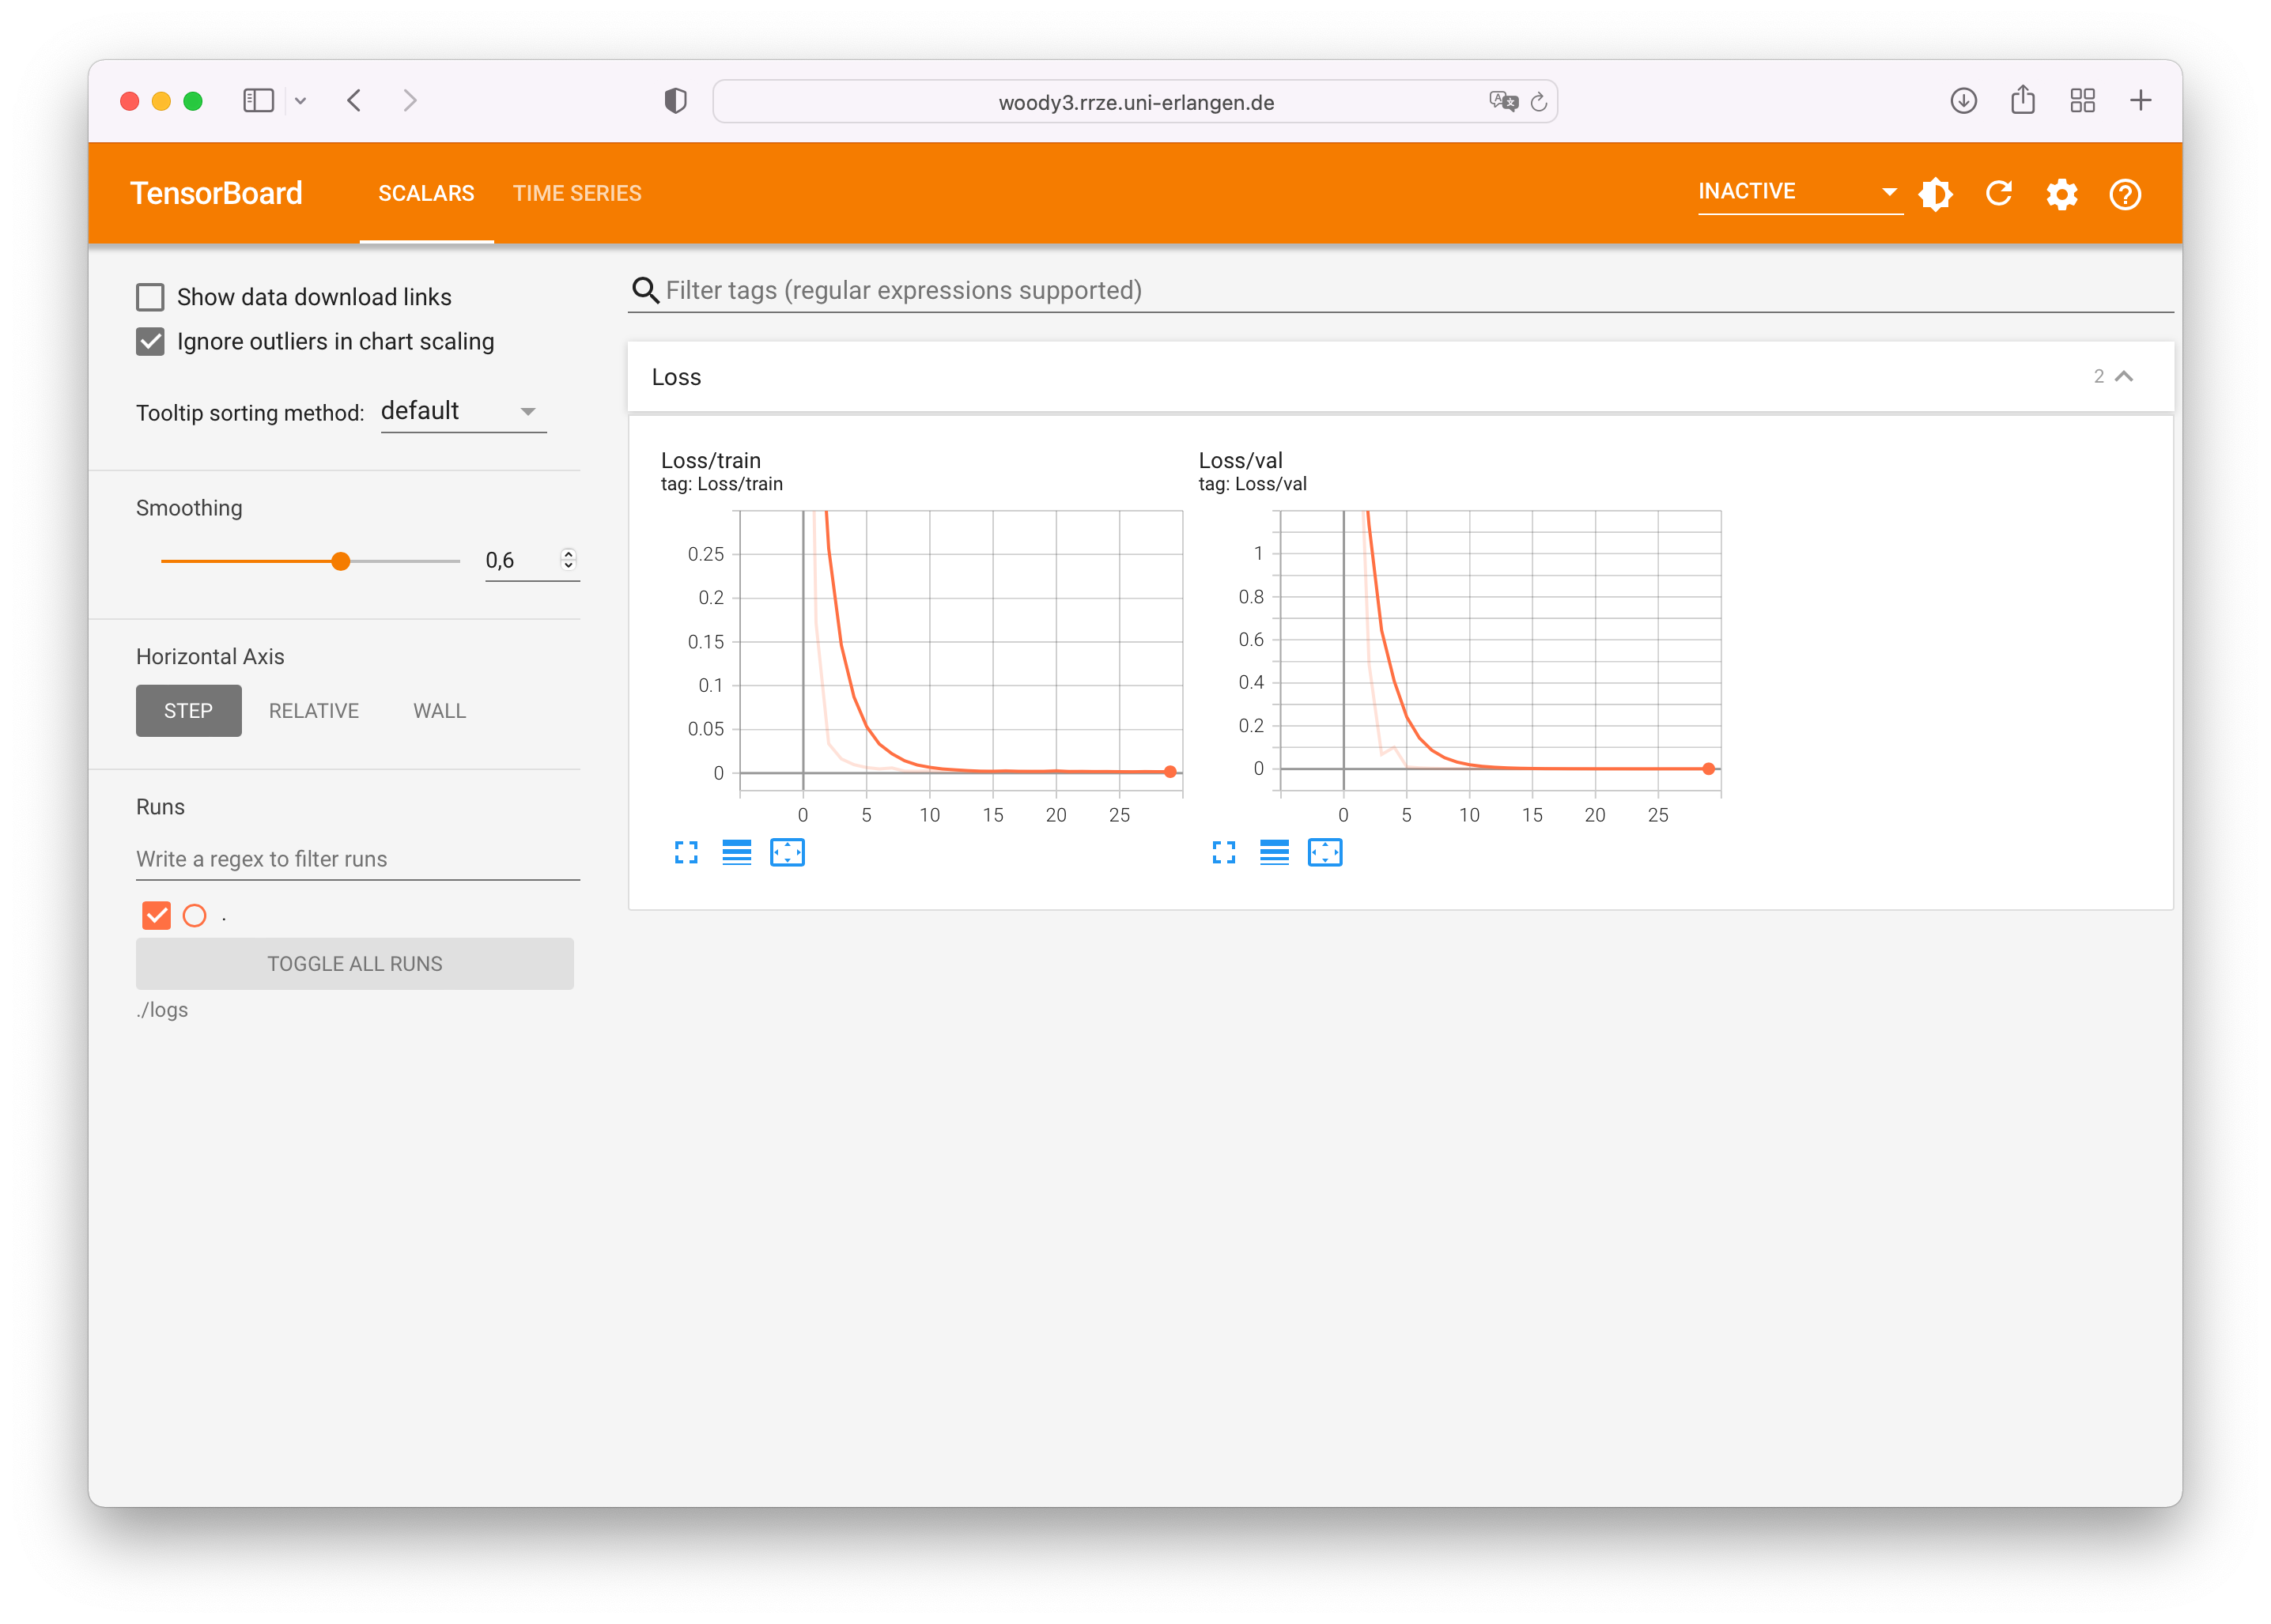 woody3.rrze.uni-erlangen.de
TensorBoard SCALARS TIME SERIES INACTIVE
Show data download links
Ignore outliers in chart scaling
Tooltip sorting method: default
Smoothing
0,6
Horizontal Axis
STEP RELATIVE WALL
Runs
Write a regex to filter runs
.
TOGGLE ALL RUNS
./logs
Filter tags (regular expressions supported)
Loss 2
Loss/train
tag: Loss/train
0.25
0.2
0.15
0.1
0.05
0
0 5 10 15 20 25
Loss/val
tag: Loss/val
1
0.8
0.6
0.4
0.2
0
0 5 10 15 20 25